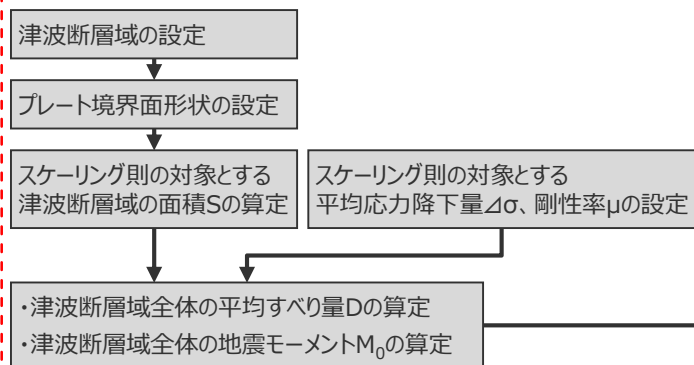 津波断層域の設定
プレート境界面形状の設定
スケーリング則の対象とする
津波断層域の面積Sの算定
スケーリング則の対象とする
平均応力降下量⊿σ、剛性率μの設定
・津波断層域全体の平均すべり量Dの算定
・津波断層域全体の地震モーメントM₀の算定